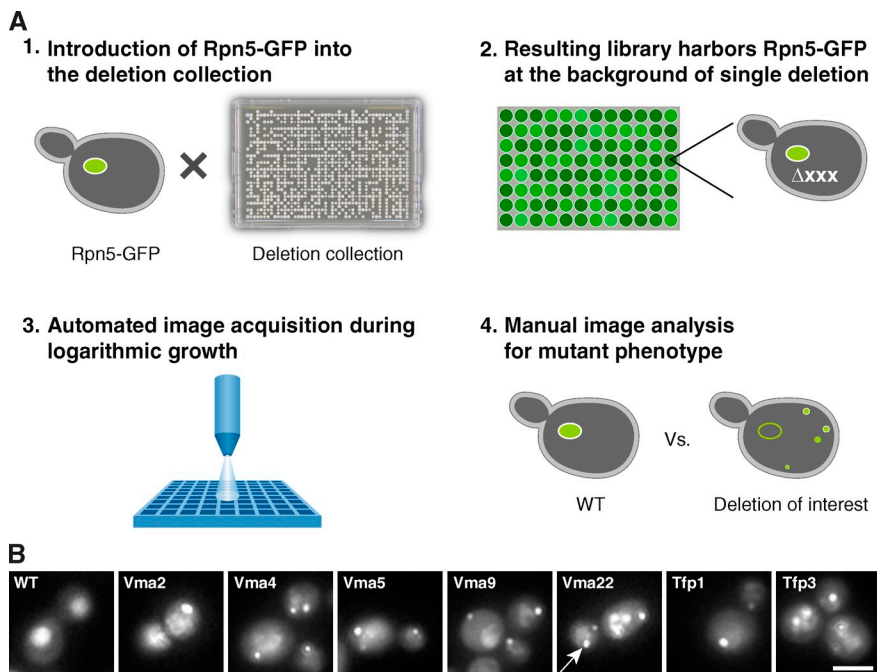 A
1. Introduction of Rpn5-GFP into
the deletion collection
Rpn5-GFP
Deletion collection
2. Resulting library harbors Rpn5-GFP
at the background of single deletion
Δxxx
3. Automated image acquisition during
logarithmic growth
4. Manual image analysis
for mutant phenotype
Vs.
WT
Deletion of interest
B
WT Vma2 Vma4 Vma5 Vma9 Vma22 Tfp1 Tfp3